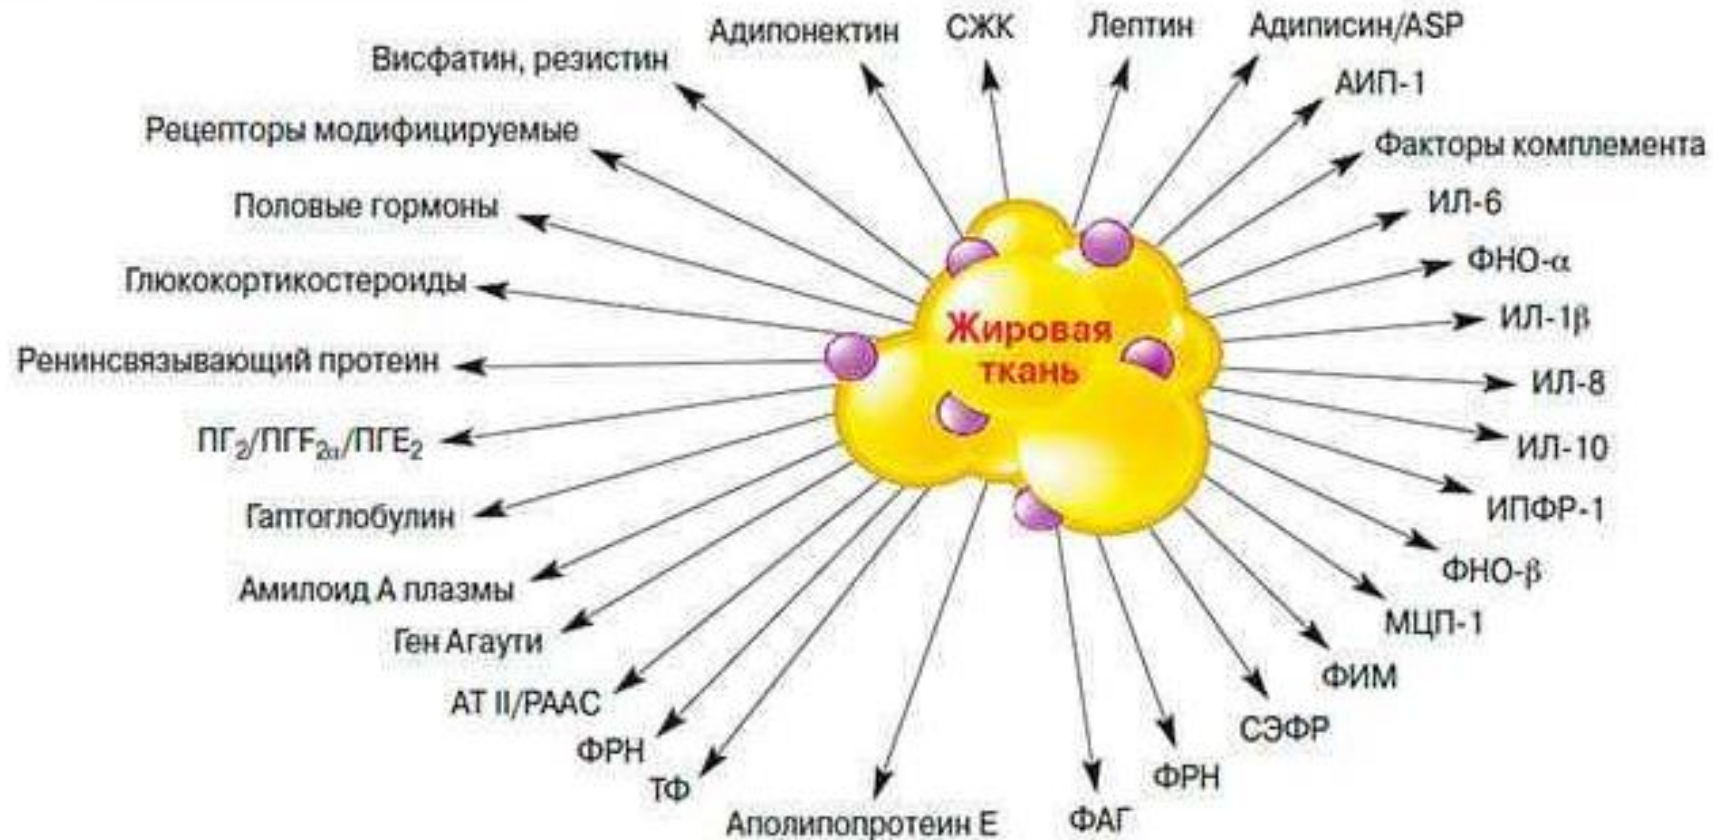 Адипонектин
СЖК
Лептин
Адиписин/ASP
Висфатин, резистин
АИП-1
Рецепторы модифицируемые
Факторы комплемента
Половые гормоны
ИЛ-6
Глюкокортикостероиды
ФНО-α
Жировая
ткань
ИЛ-1β
Ренинсвязывающий протеин
ИЛ-8
ПГ₂/ПГF₂α/ПГЕ₂
ИЛ-10
Гаптоглобулин
ИПФР-1
Амилоид А плазмы
ФНО-β
Ген Агаути
МЦП-1
АТ II/РААС
ФИМ
ФРН
СЭФР
ТФ
ФРН
Аполипопротеин Е
ФАГ